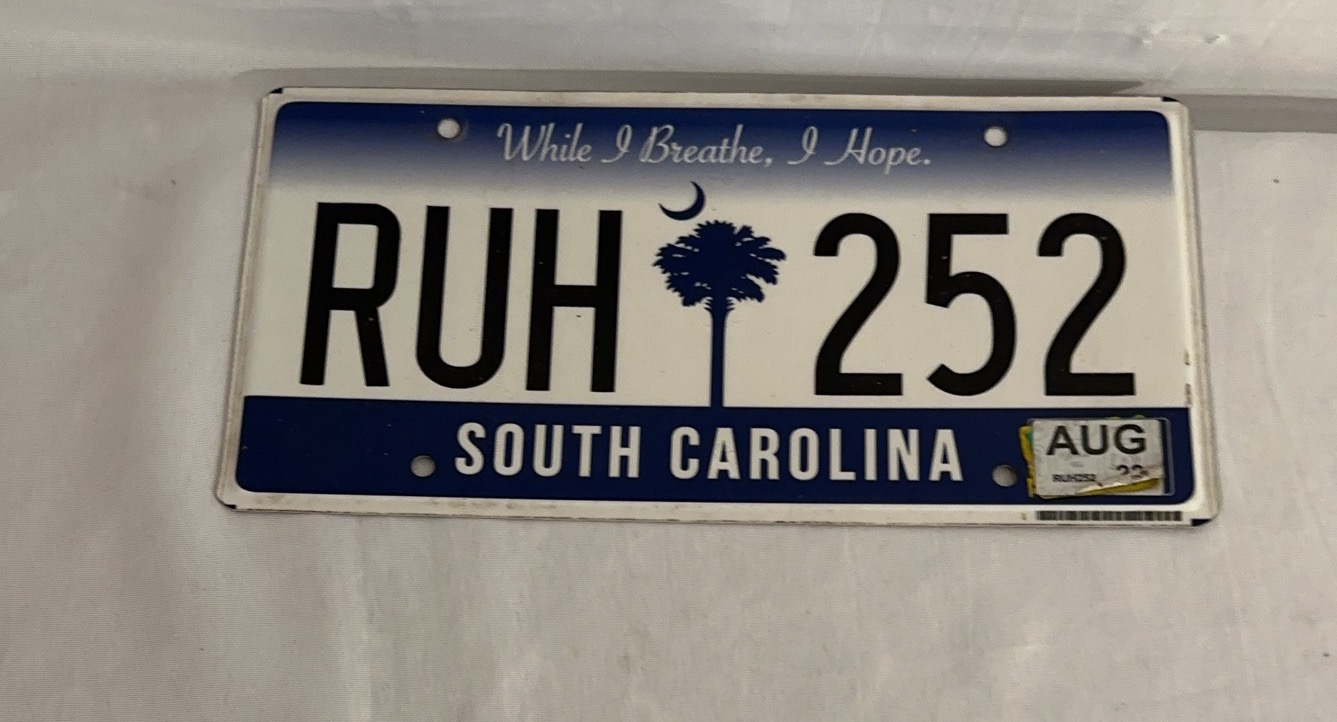 While I Breathe, I Hope.
RUH 252
SOUTH CAROLINA
AUG
RUH252